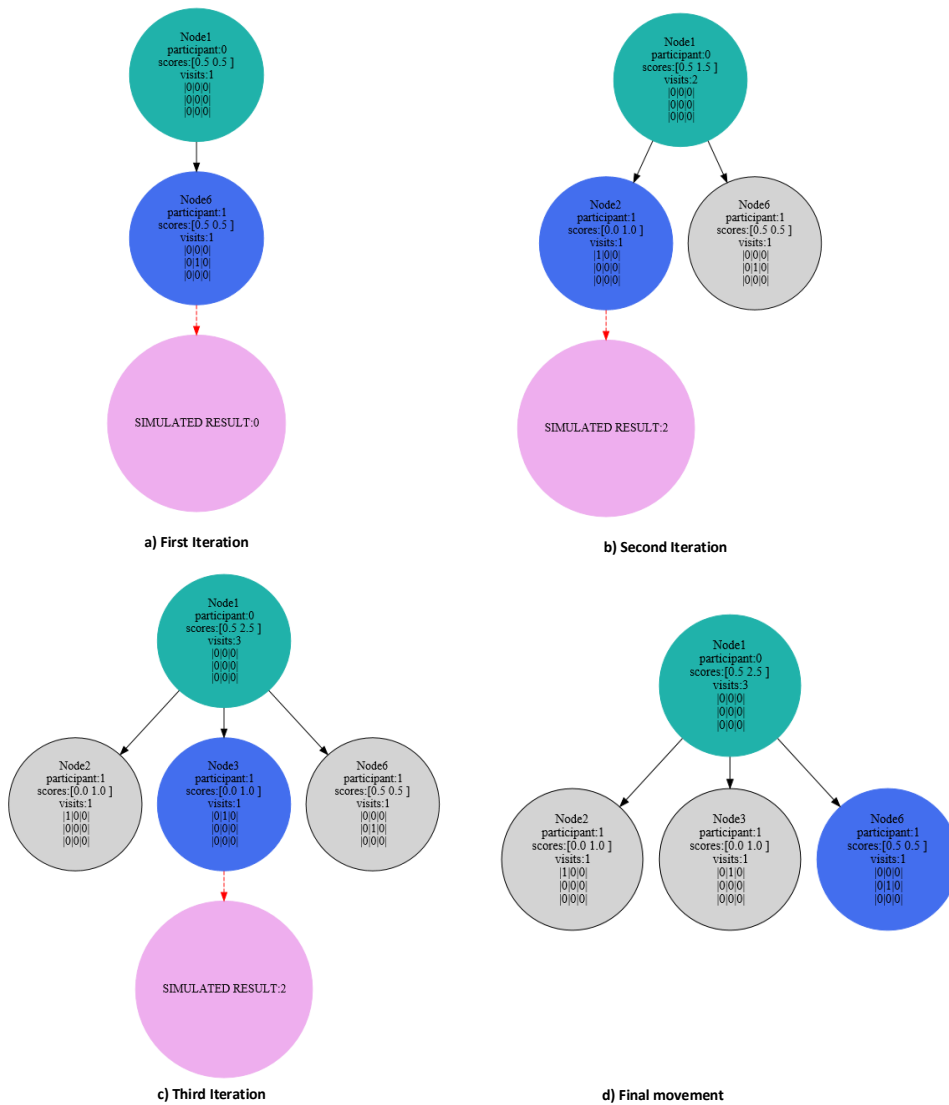 Node1
participant:0
scores:[0.5 0.5 ]
visits:1
|0|0|0|
|0|0|0|
|0|0|0|
Node6
participant:1
scores:[0.5 0.5 ]
visits:1
|0|0|0|
|0|1|0|
|0|0|0|
SIMULATED RESULT:0
a) First Iteration
Node1
participant:0
scores:[0.5 1.5 ]
visits:2
|0|0|0|
|0|0|0|
|0|0|0|
Node2
participant:1
scores:[0.0 1.0 ]
visits:1
|1|0|0|
|0|0|0|
|0|0|0|
Node6
participant:1
scores:[0.5 0.5 ]
visits:1
|0|0|0|
|0|1|0|
|0|0|0|
SIMULATED RESULT:2
b) Second Iteration
Node1
participant:0
scores:[0.5 2.5 ]
visits:3
|0|0|0|
|0|0|0|
|0|0|0|
Node2
participant:1
scores:[0.0 1.0 ]
visits:1
|1|0|0|
|0|0|0|
|0|0|0|
Node3
participant:1
scores:[0.0 1.0 ]
visits:1
|0|1|0|
|0|0|0|
|0|0|0|
Node6
participant:1
scores:[0.5 0.5 ]
visits:1
|0|0|0|
|0|1|0|
|0|0|0|
SIMULATED RESULT:2
c) Third Iteration
Node1
participant:0
scores:[0.5 2.5 ]
visits:3
|0|0|0|
|0|0|0|
|0|0|0|
Node2
participant:1
scores:[0.0 1.0 ]
visits:1
|1|0|0|
|0|0|0|
|0|0|0|
Node3
participant:1
scores:[0.0 1.0 ]
visits:1
|0|1|0|
|0|0|0|
|0|0|0|
Node6
participant:1
scores:[0.5 0.5 ]
visits:1
|0|0|0|
|0|1|0|
|0|0|0|
d) Final movement